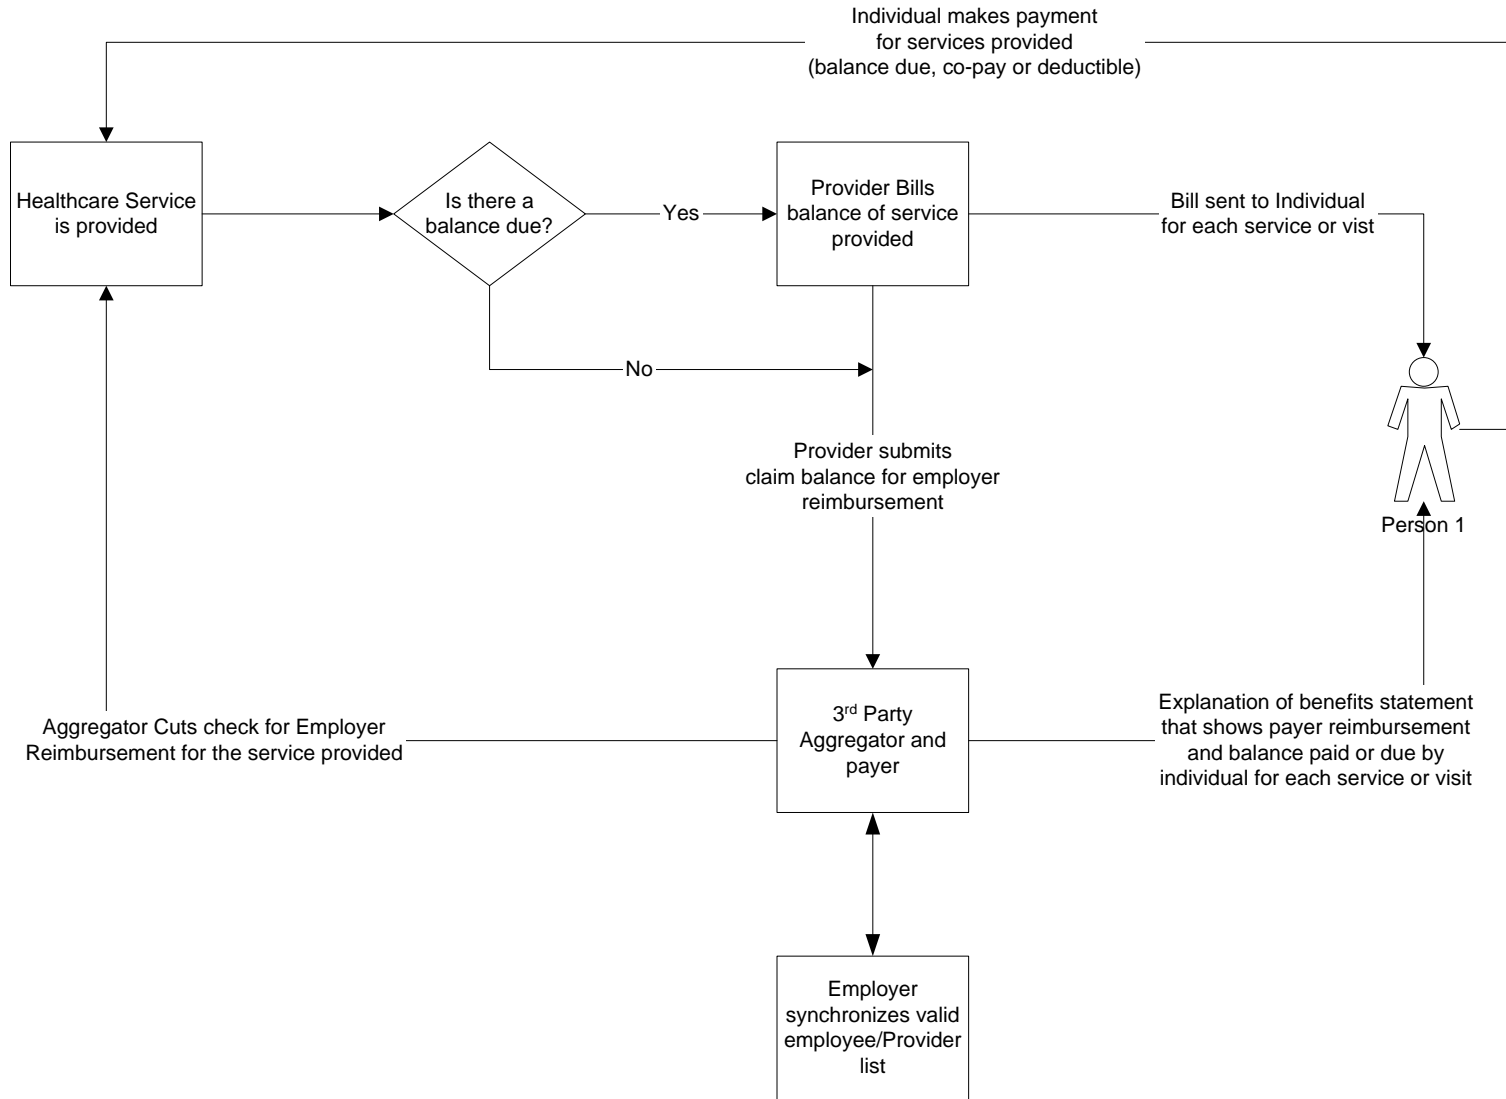 Individual makes payment
for services provided
(balance due, co-pay or deductible)
Healthcare Service
is provided
Is there a
balance due?
Yes
Provider Bills
balance of service
provided
Bill sent to Individual
for each service or vist
No
Provider submits
claim balance for employer
reimbursement
Person 1
Aggregator Cuts check for Employer
Reimbursement for the service provided
3rd Party
Aggregator and
payer
Explanation of benefits statement
that shows payer reimbursement
and balance paid or due by
individual for each service or visit
Employer
synchronizes valid
employee/Provider
list